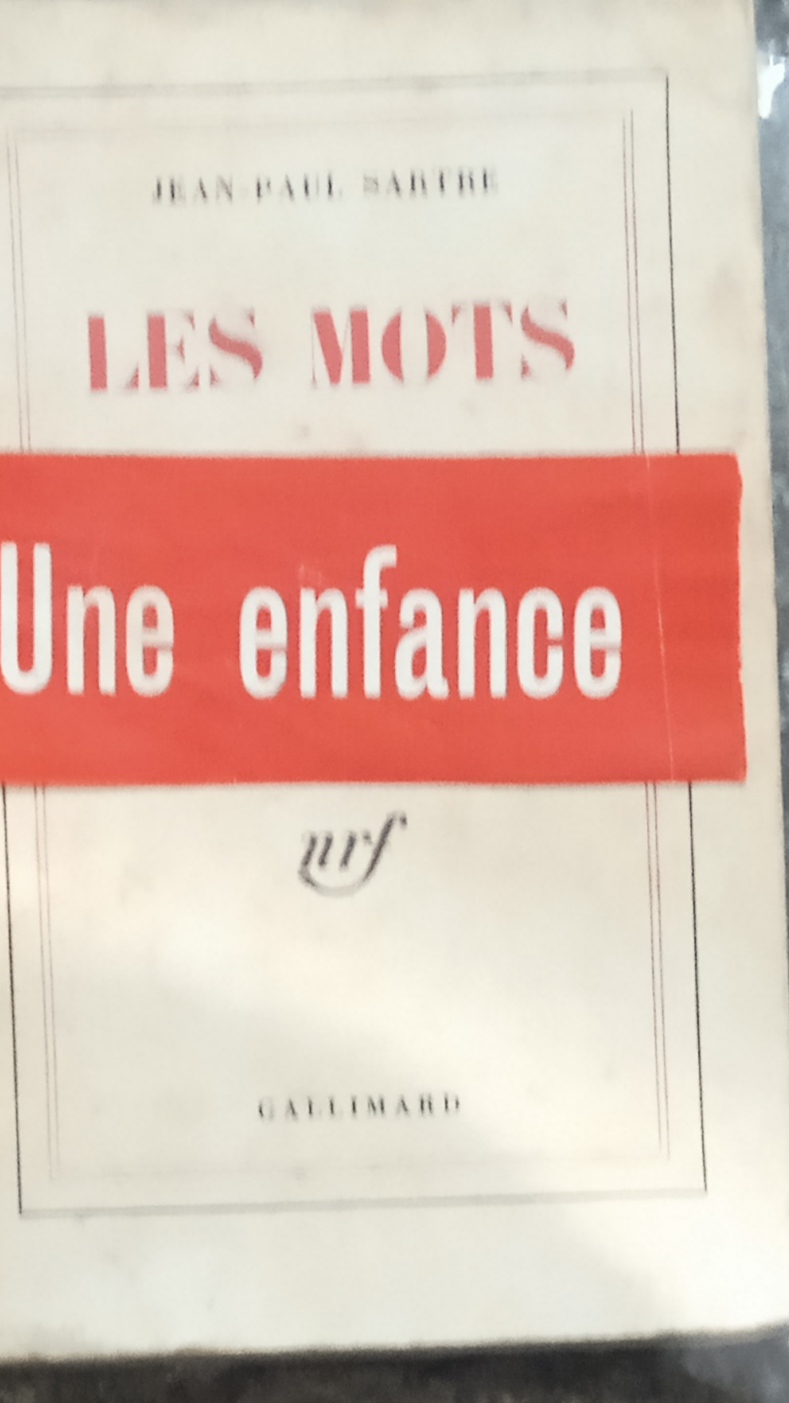 JEAN-PAUL SARTRE
LES MOTS
Une enfance
nrf
GALLIMARD